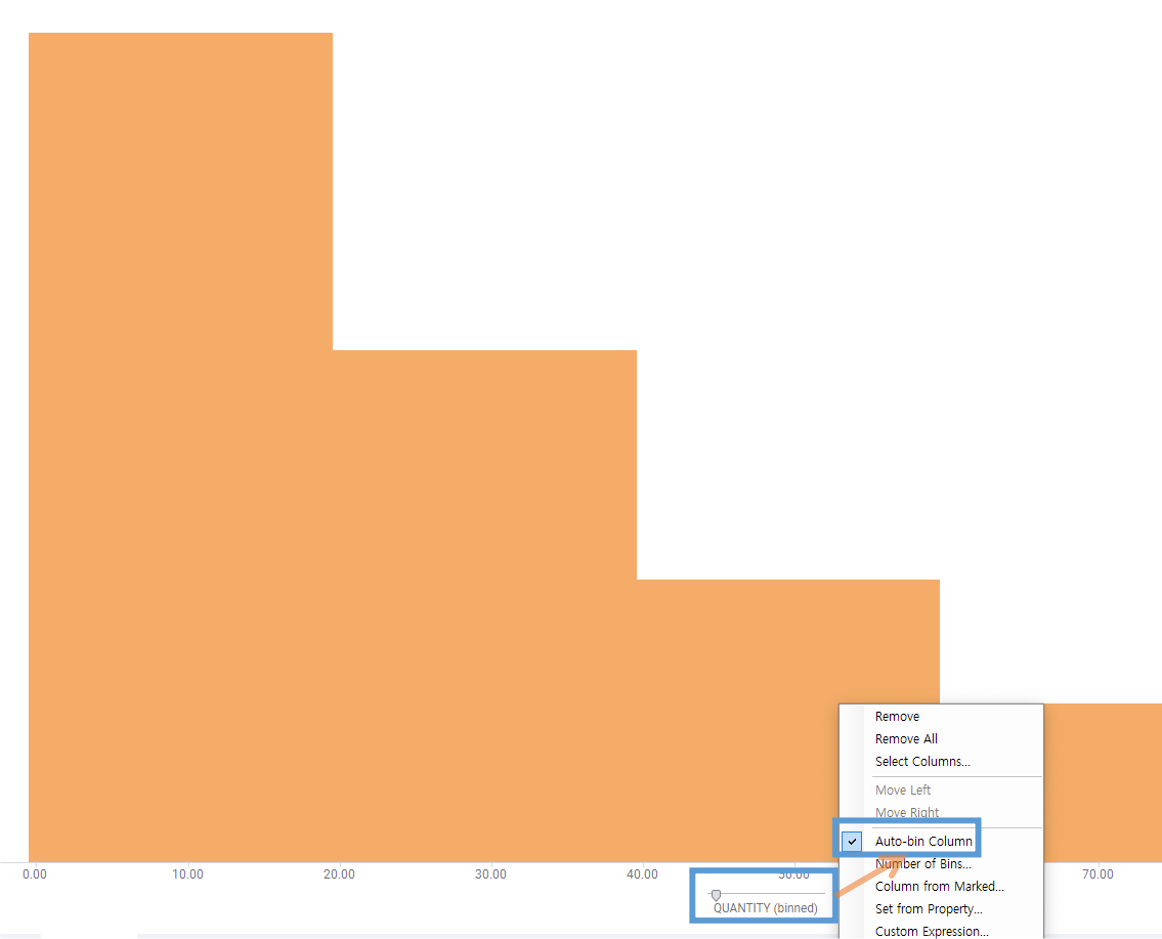 Remove
Remove All
Select Columns...
Move Left
Move Right
Auto-bin Column
Number of Bins...
Column from Marked...
Set from Property...
Custom Expression...
0.00 10.00 20.00 30.00 40.00 50.00 70.00
QUANTITY (binned)